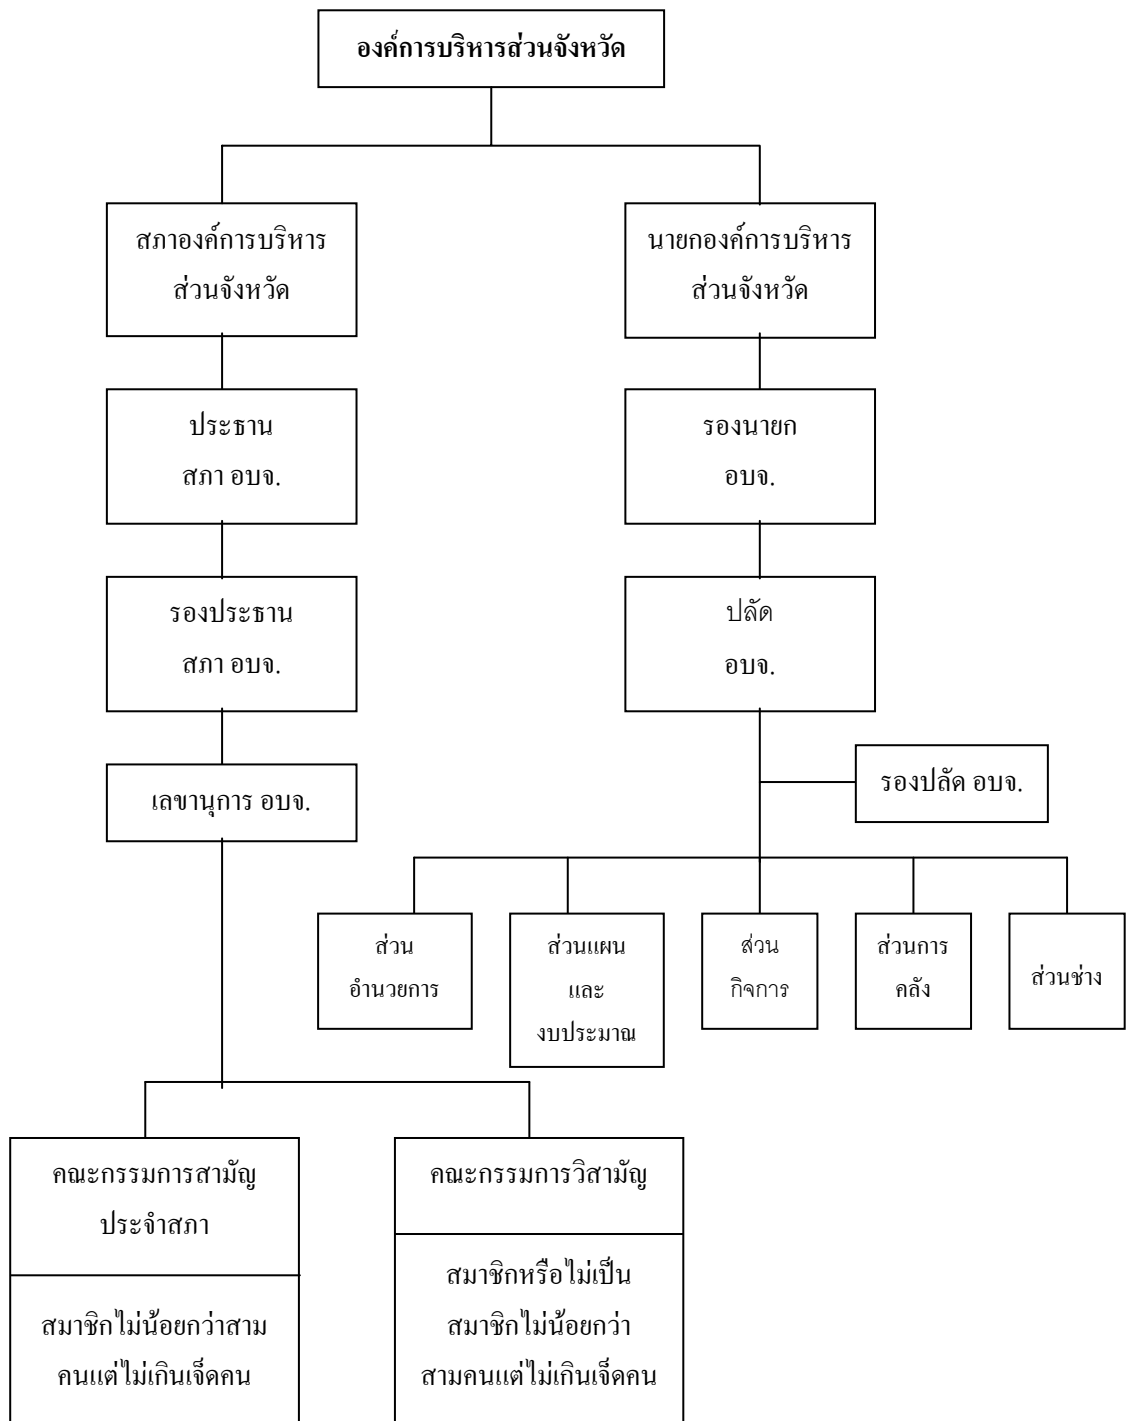 องค์การบริหารส่วนจังหวัด
สภาองค์การบริหาร
ส่วนจังหวัด
นายกองค์การบริหาร
ส่วนจังหวัด
ประธาน
สภา อบจ.
รองนายก
อบจ.
รองประธาน
สภา อบจ.
ปลัด
อบจ.
เลขานุการ อบจ.
รองปลัด อบจ.
ส่วน
อำนวยการ
ส่วนแผน
และ
งบประมาณ
ส่วน
กิจการ
ส่วนการ
คลัง
ส่วนช่าง
คณะกรรมการสามัญ
ประจำสภา
สมาชิกไม่น้อยกว่าสาม
คนแต่ไม่เกินเจ็ดคน
คณะกรรมการวิสามัญ
สมาชิกหรือไม่เป็น
สมาชิกไม่น้อยกว่า
สามคนแต่ไม่เกินเจ็ดคน